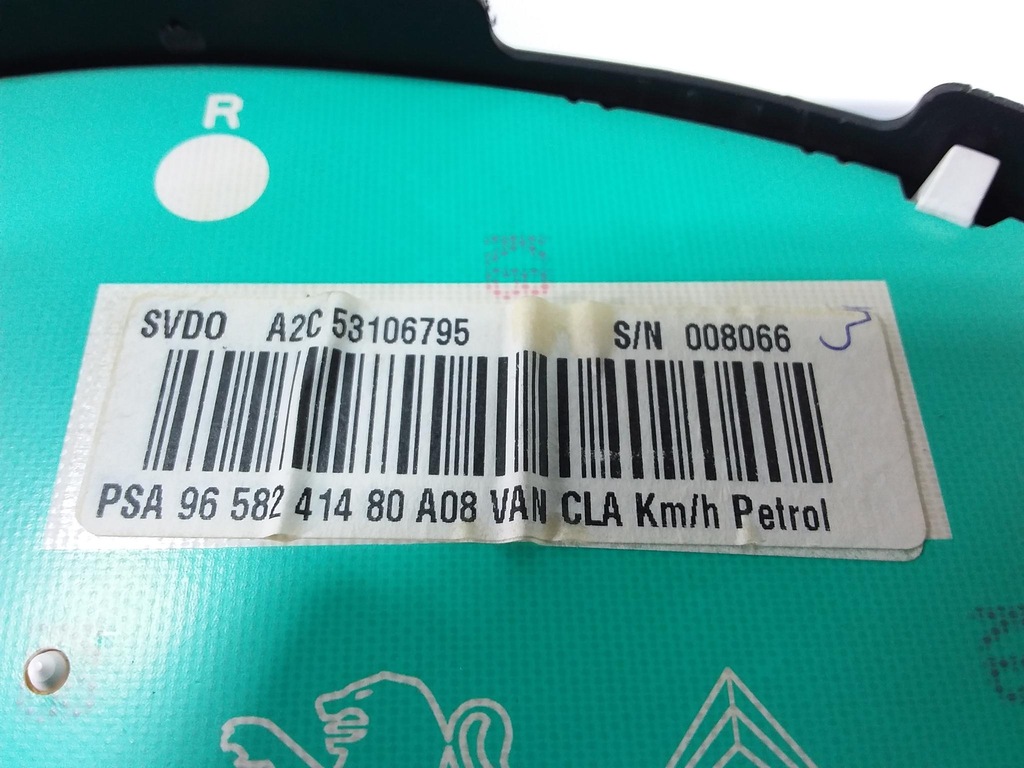 R
SVDO A2C 53106795 S/N 008066
PSA 96 582 414 80 A08 VAN CLA Km/h Petrol